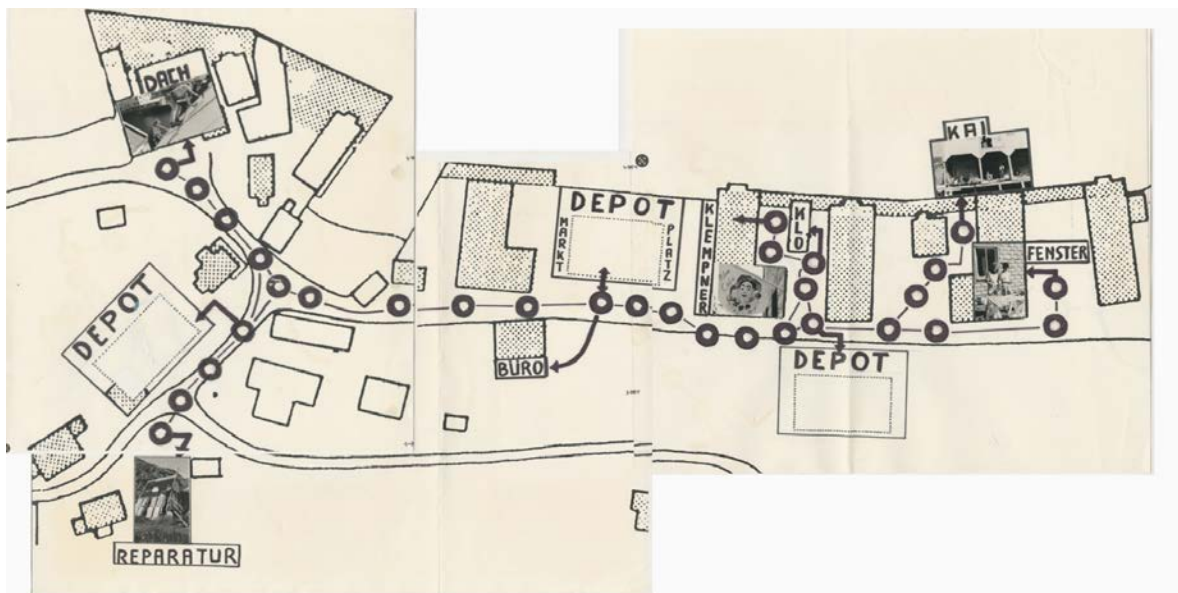 DACH
KAI
DEPOT
MARKT
PLATZ
KLEMPNER
KLO
FENSTER
DEPOT
BÜRO
DEPOT
REPARATUR